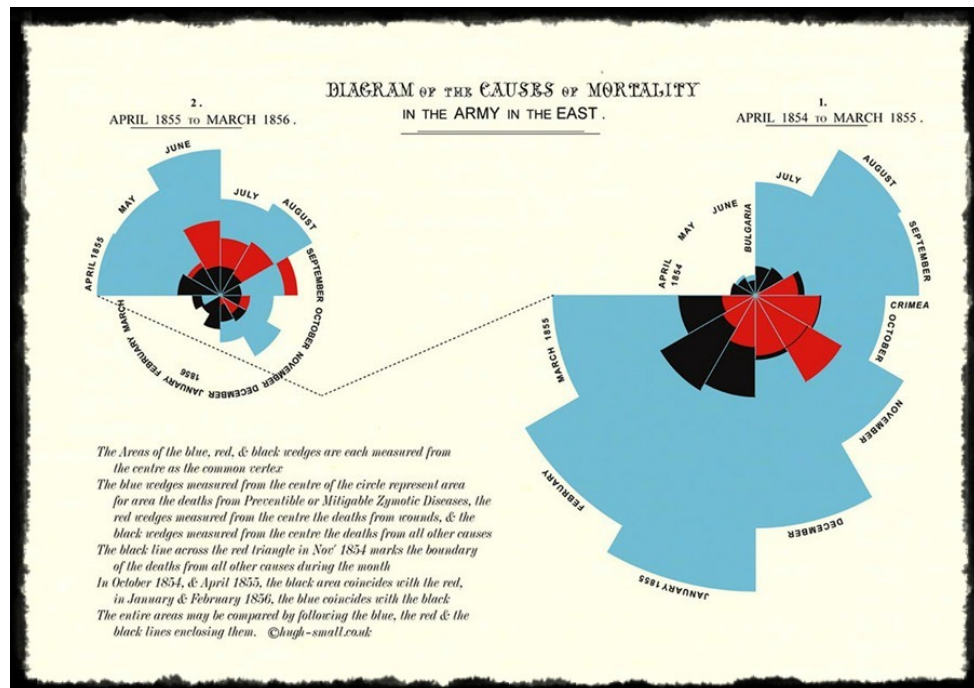 DIAGRAM OF THE CAUSES OF MORTALITY
IN THE ARMY IN THE EAST.
2.
APRIL 1855 TO MARCH 1856.
1.
APRIL 1854 TO MARCH 1855.
APRIL 1855
MAY
JUNE
JULY
AUGUST
SEPTEMBER
OCTOBER
NOVEMBER
DECEMBER
JANUARY
1856
FEBRUARY
MARCH
APRIL
1854
MAY
JUNE
BULGARIA
JULY
AUGUST
SEPTEMBER
CRIMEA
OCTOBER
NOVEMBER
DECEMBER
JANUARY 1855
FEBRUARY
MARCH 1855
The Areas of the blue, red, & black wedges are each measured from
the centre as the common vertex
The blue wedges measured from the centre of the circle represent area
for area the deaths from Preventible or Mitigable Zymotic Diseases, the
red wedges measured from the centre the deaths from wounds, & the
black wedges measured from the centre the deaths from all other causes
The black line across the red triangle in Nov' 1854 marks the boundary
of the deaths from all other causes during the month
In October 1854, & April 1855, the black area coincides with the red,
in January & February 1856, the blue coincides with the black
The entire areas may be compared by following the blue, the red & the
black lines enclosing them. ©hugh-small.co.uk